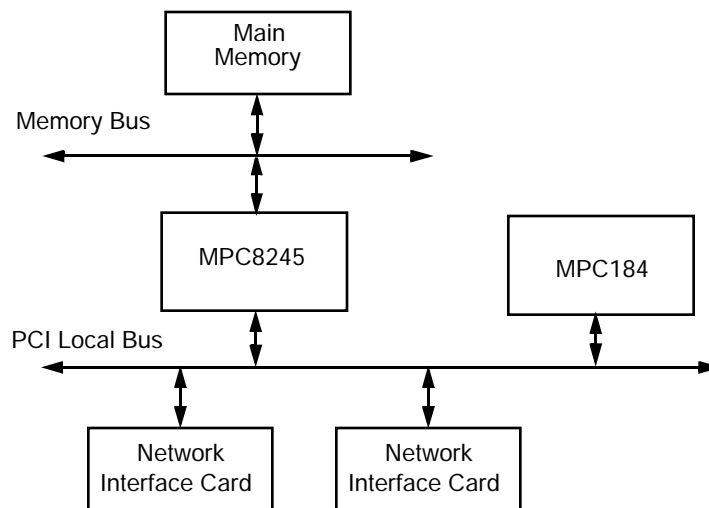 Main
Memory
Memory Bus
MPC8245
MPC184
PCI Local Bus
Network
Interface Card
Network
Interface Card